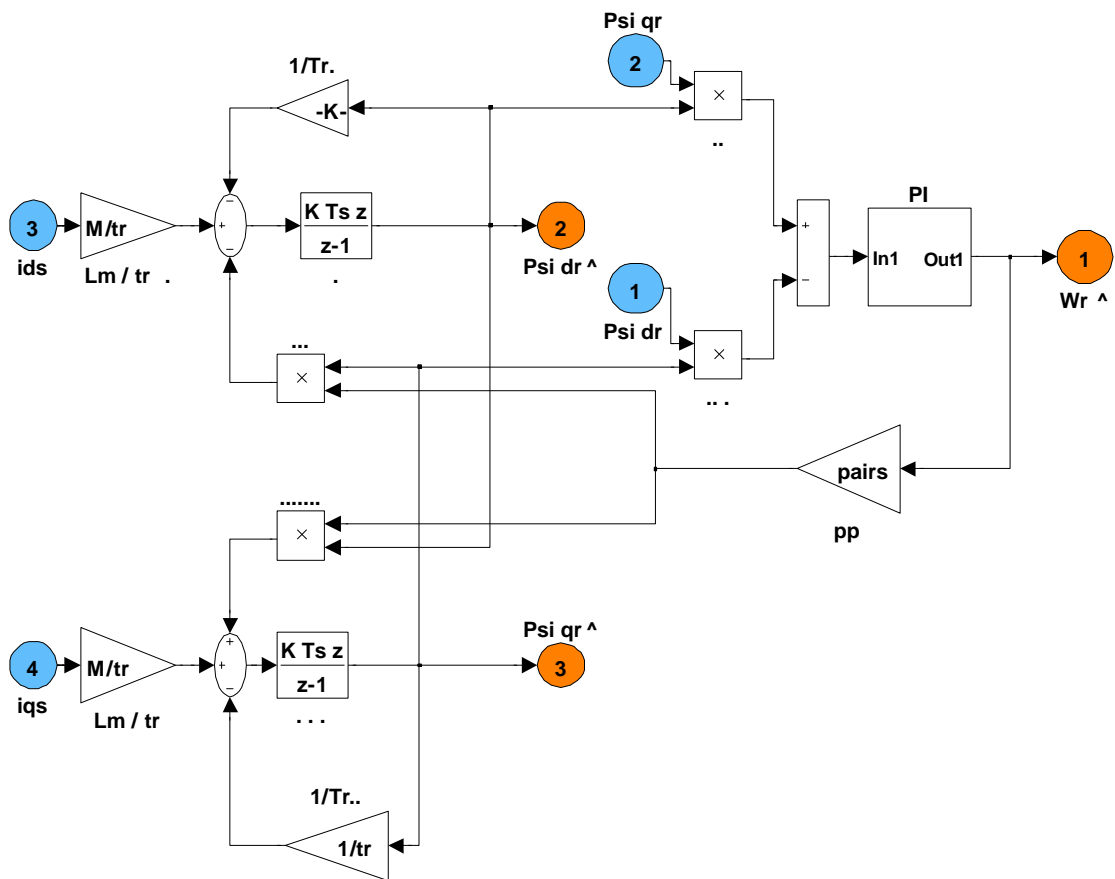 Psi qr
2
1/Tr.
-K-
×
..
PI
3
ids
M/tr
Lm / tr .
−
+
−
K Ts z
z-1
.
2
Psi dr ^
1
Psi dr
+
−
In1
Out1
1
Wr ^
...
×
×
.. .
pairs
pp
.......
×
4
iqs
M/tr
Lm / tr
+
+
−
K Ts z
z-1
. . .
Psi qr ^
3
1/Tr..
1/tr